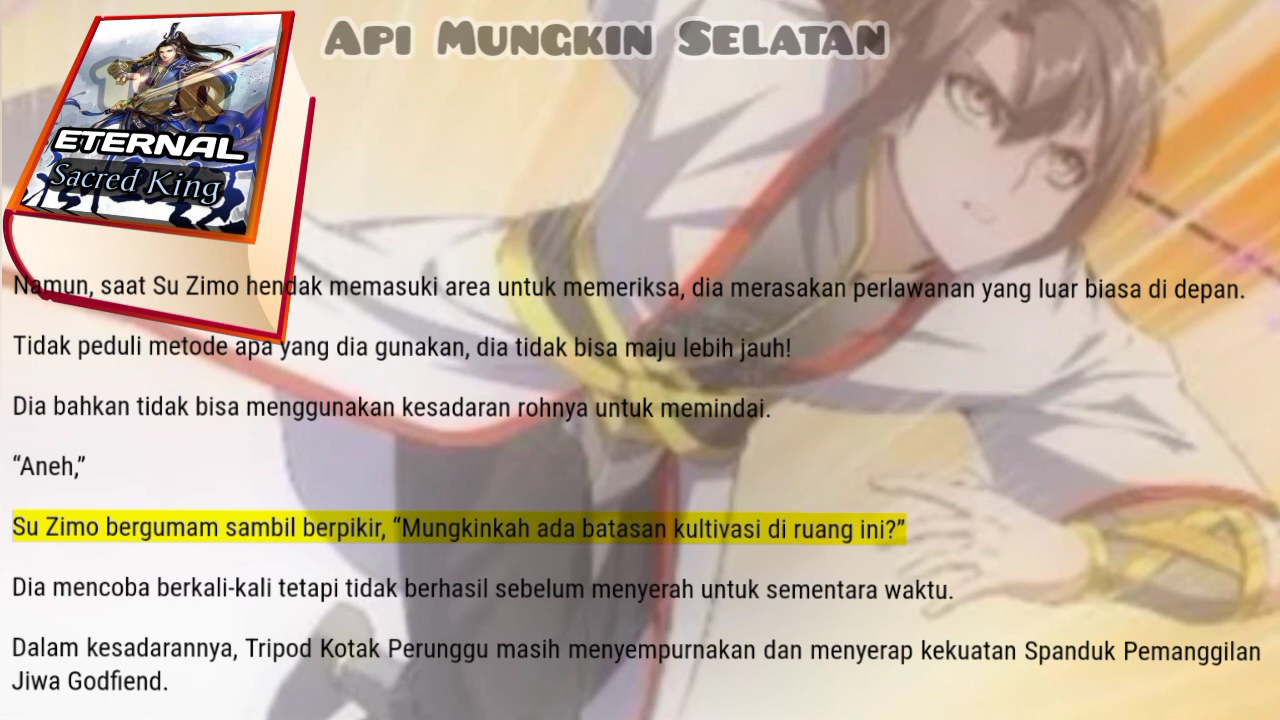 Api Mungkin Selatan
ETERNAL
Sacred King
Namun, saat Su Zimo hendak memasuki area untuk memeriksa, dia merasakan perlawanan yang luar biasa di depan.
Tidak peduli metode apa yang dia gunakan, dia tidak bisa maju lebih jauh!
Dia bahkan tidak bisa menggunakan kesadaran rohnya untuk memindai.
“Aneh,”
Su Zimo bergumam sambil berpikir, “Mungkinkah ada batasan kultivasi di ruang ini?”
Dia mencoba berkali-kali tetapi tidak berhasil sebelum menyerah untuk sementara waktu.
Dalam kesadarannya, Tripod Kotak Perunggu masih menyempurnakan dan menyerap kekuatan Spanduk Pemanggilan
Jiwa Godfiend.